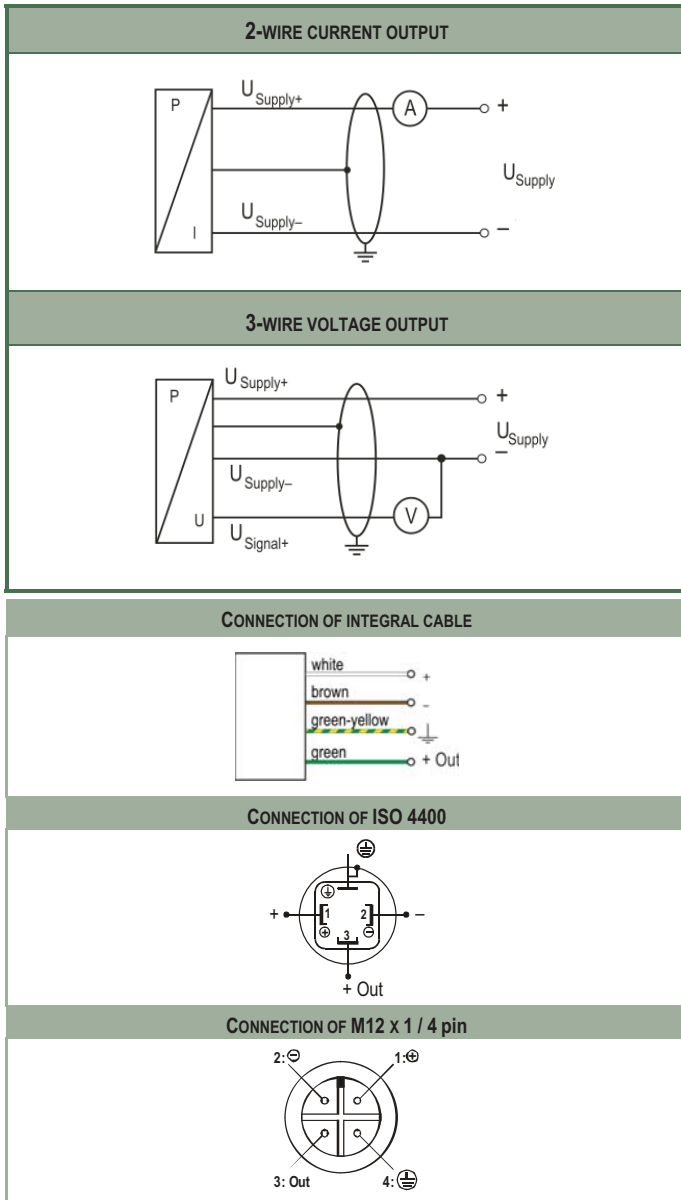 2-WIRE CURRENT OUTPUT
P
U Supply+
A
+
U Supply
I
U Supply–
–
3-WIRE VOLTAGE OUTPUT
P
U Supply+
+
U Supply
–
U Supply–
U
V
U Signal+
CONNECTION OF INTEGRAL CABLE
white
+
brown
–
green-yellow
green
+ Out
CONNECTION OF ISO 4400
+
1
2
–
+
3
–
+ Out
CONNECTION OF M12 x 1 / 4 pin
2: –
1: +
3: Out
4: